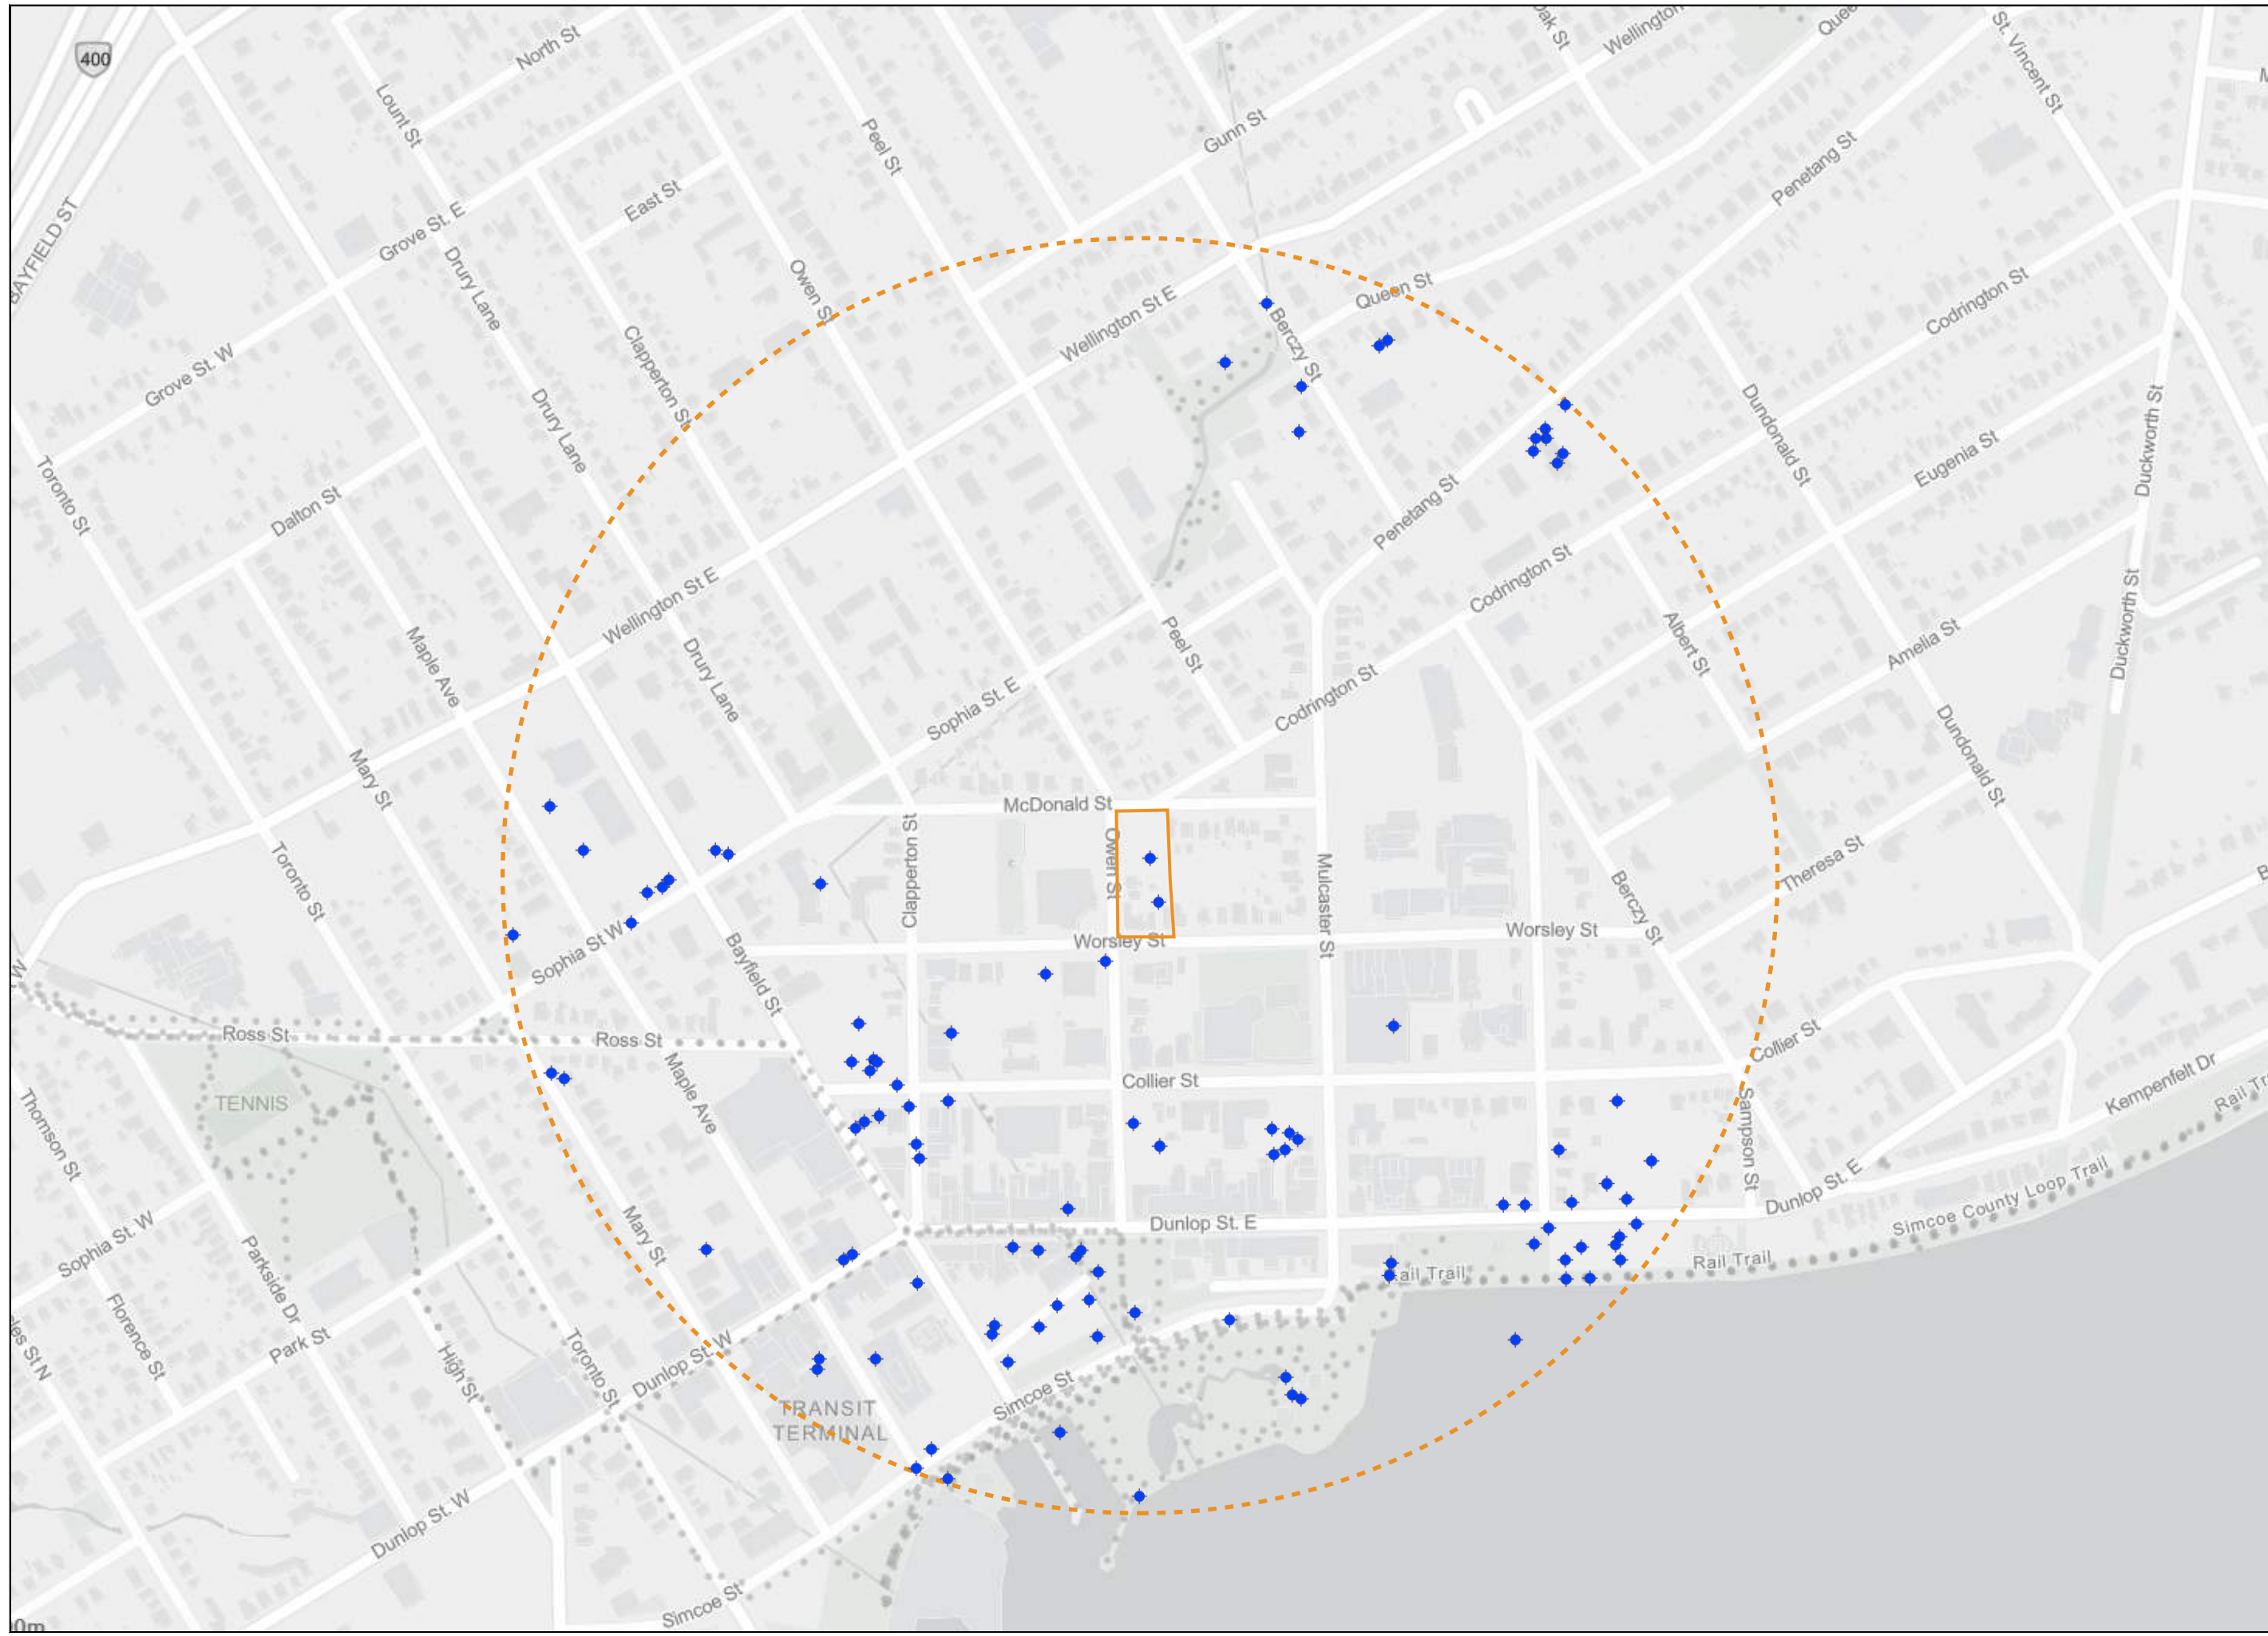 400
North St
Oak St
Wellington
Quee
St. Vincent St
Lount St
Peel St
Gunn St
Penetang St
BAYFIELD ST
Grove St. E
East St
Drury Lane
Owen St
Queen St
Codrington St
Wellington St E
Berczy St
Grove St. W
Clapperton St
Drury Lane
Dundonald St
Duckworth St
Eugenia St
Toronto St
Dalton St
Penetang St
Codrington St
Wellington St E
Duckworth St
Maple Ave
Drury Lane
Peel St
Albert St
Amelia St
Sophia St. E
Codrington St
Mary St
Dundonald St
McDonald St
Owen St
Clapperton St
Mulcaster St
Toronto St
Theresa St
Berczy St
Sophia St W
Bayfield St
Worsley St
Worsley St
W
Ross St
Ross St
Collier St
Maple Ave
Collier St
Kempenfelt Dr
Rail Tr
TENNIS
Thomson St
Sampson St
Sophia St. W
Parkside Dr
Mary St
Dunlop St. E
Dunlop St. E
Simcoe County Loop Trail
Rail Trail
ail Trail
Florence St
les St N
Park St
High St
Toronto St
Dunlop St. W
Simcoe St
TRANSIT
TERMINAL
Dunlop St. W
Simcoe St
0m